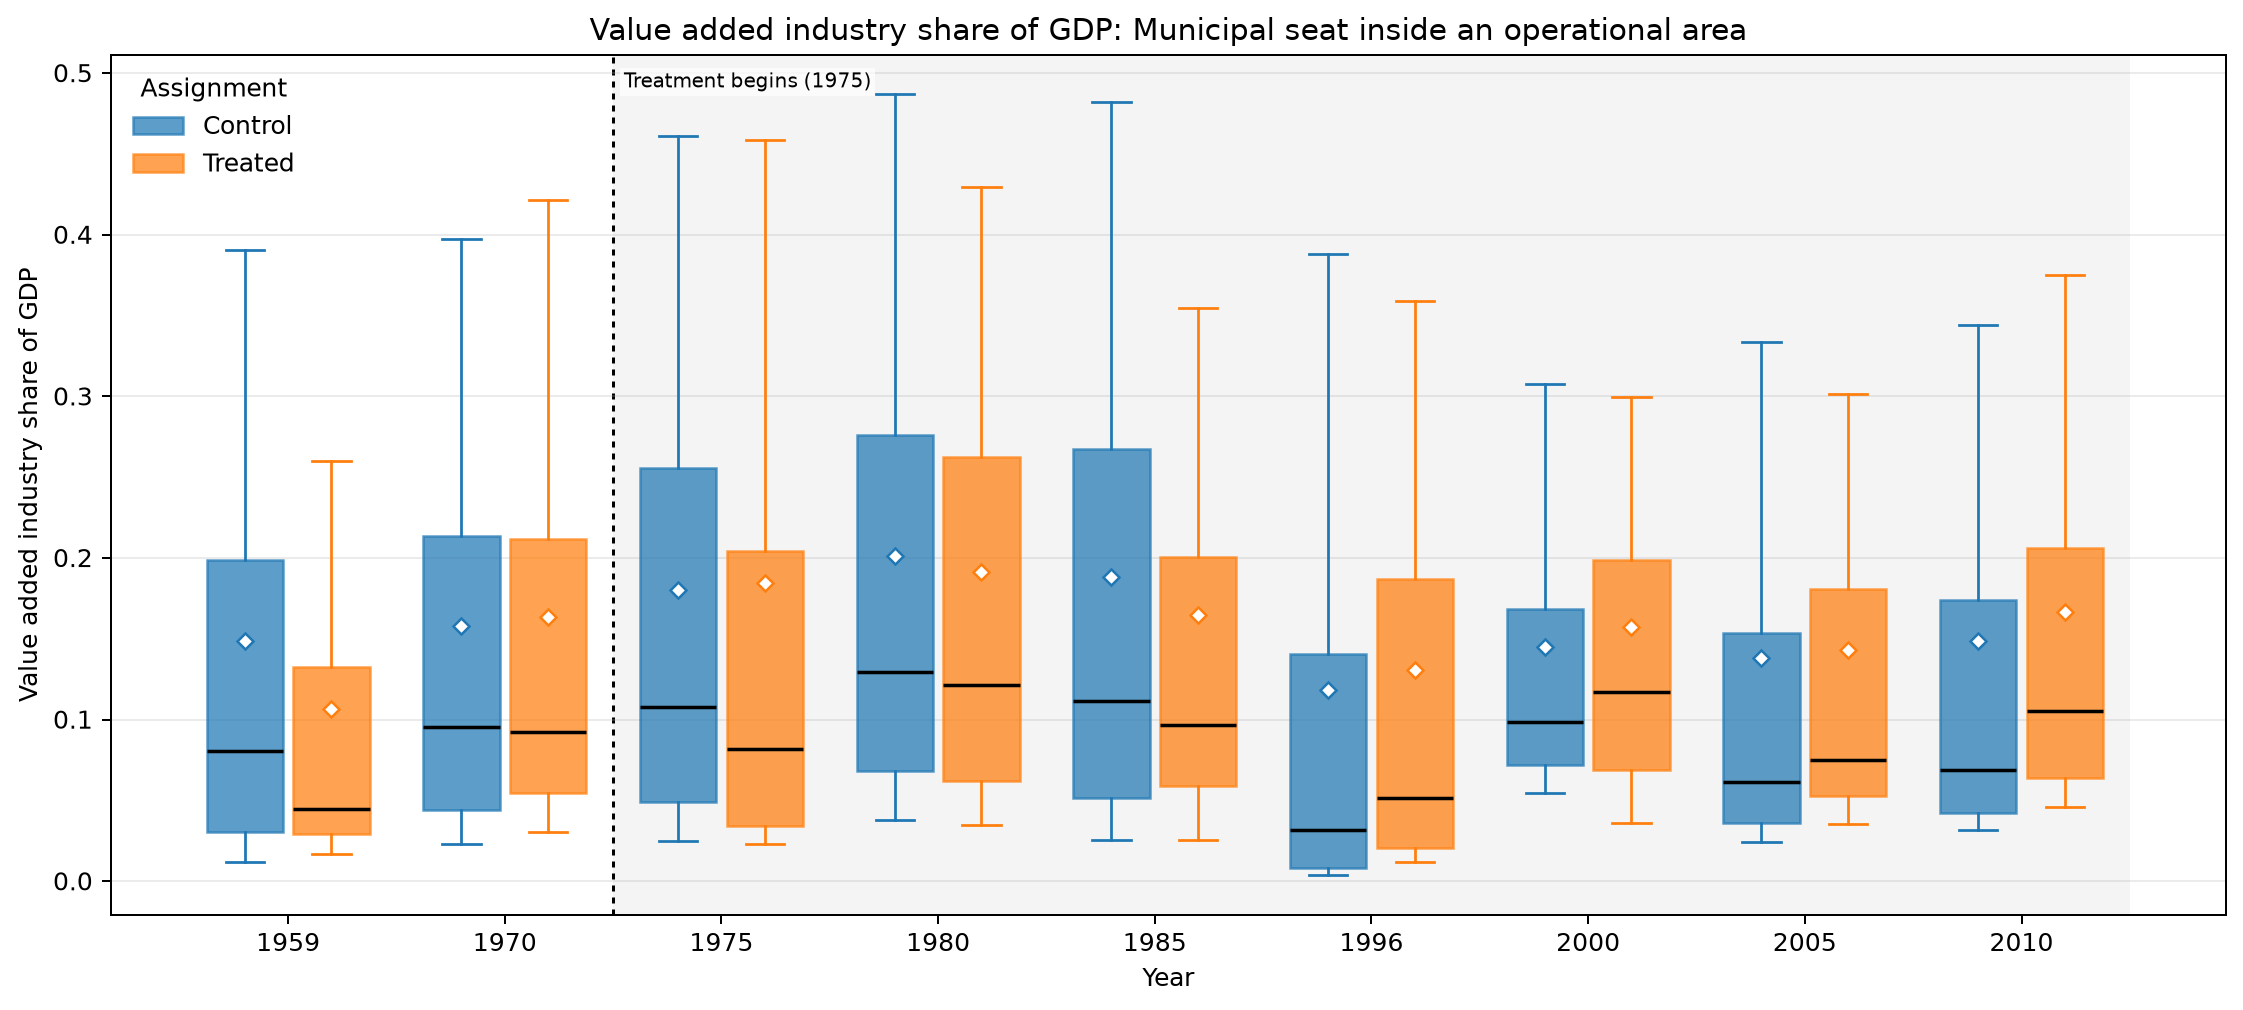 Value added industry share of GDP: Municipal seat inside an operational area
Value added industry share of GDP
0.5
0.4
0.3
0.2
0.1
0.0
Assignment
Control
Treated
Treatment begins (1975)
1959 1970 1975 1980 1985 1996 2000 2005 2010
Year